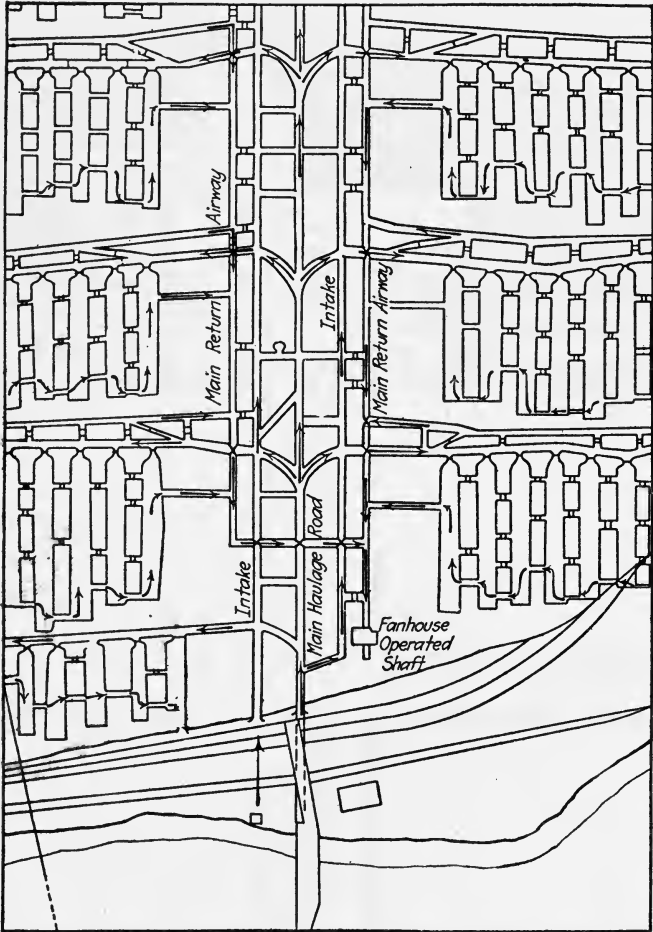 Airway
Main Return
Intake
Main Return Airway
Intake
Main Haulage Road
Fanhouse
Operated
Shaft